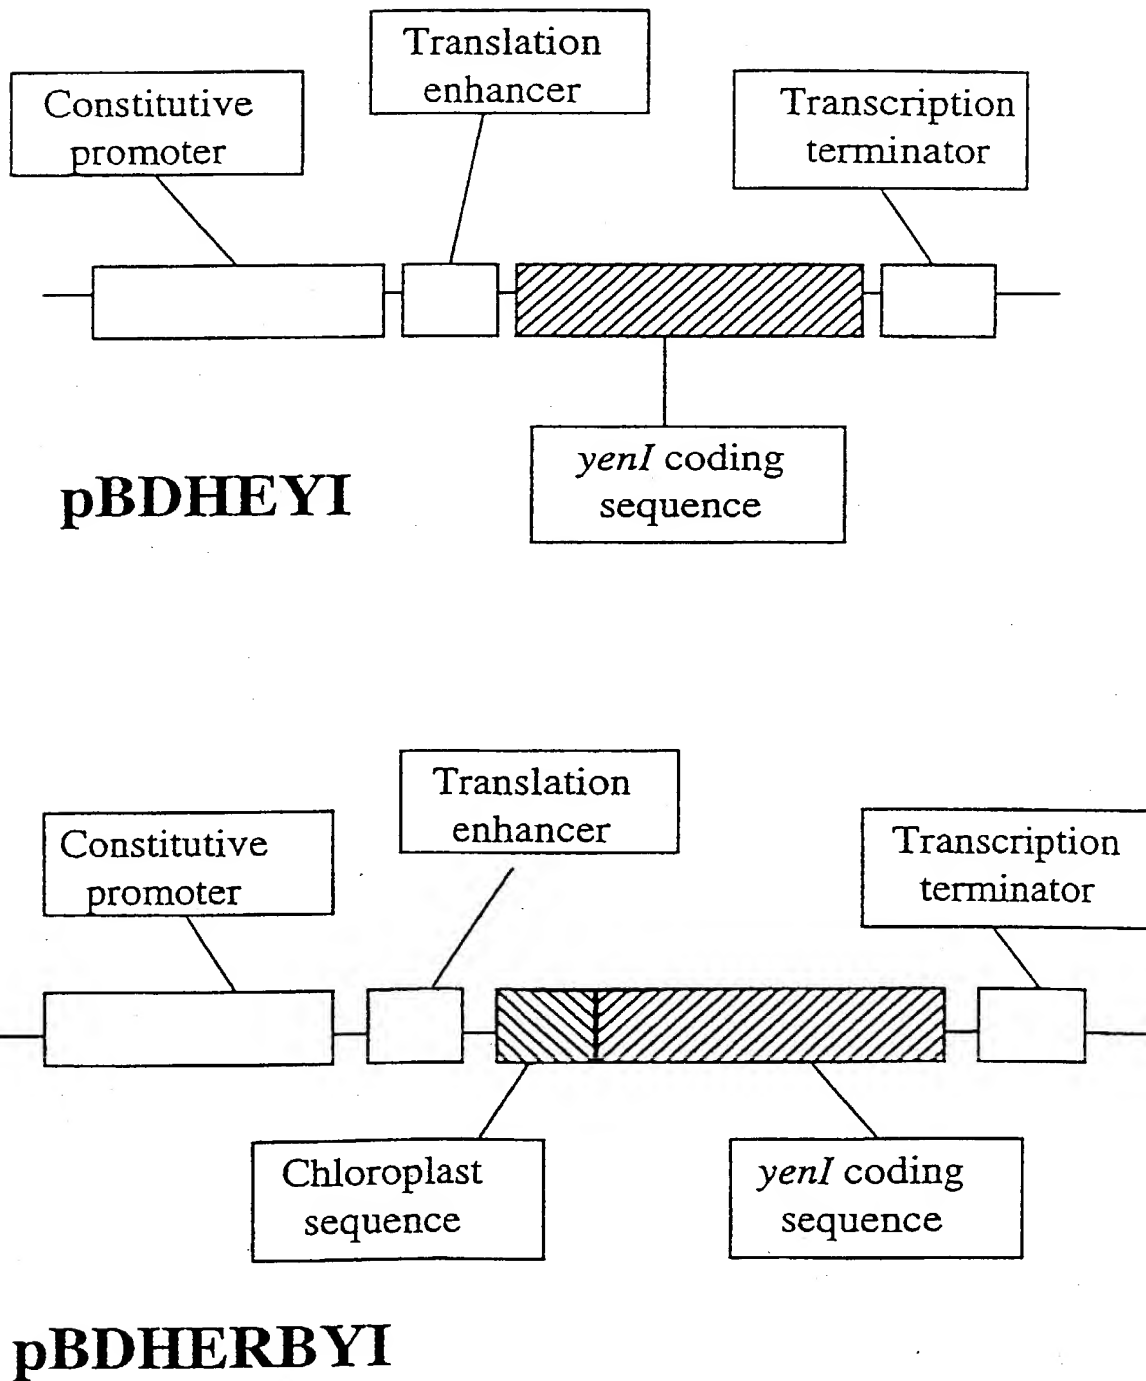 Translation
enhancer
Constitutive
promoter
Transcription
terminator
yenI coding
sequence
pBDHEYI
Translation
enhancer
Constitutive
promoter
Transcription
terminator
Chloroplast
sequence
yenI coding
sequence
pBDHERBYI